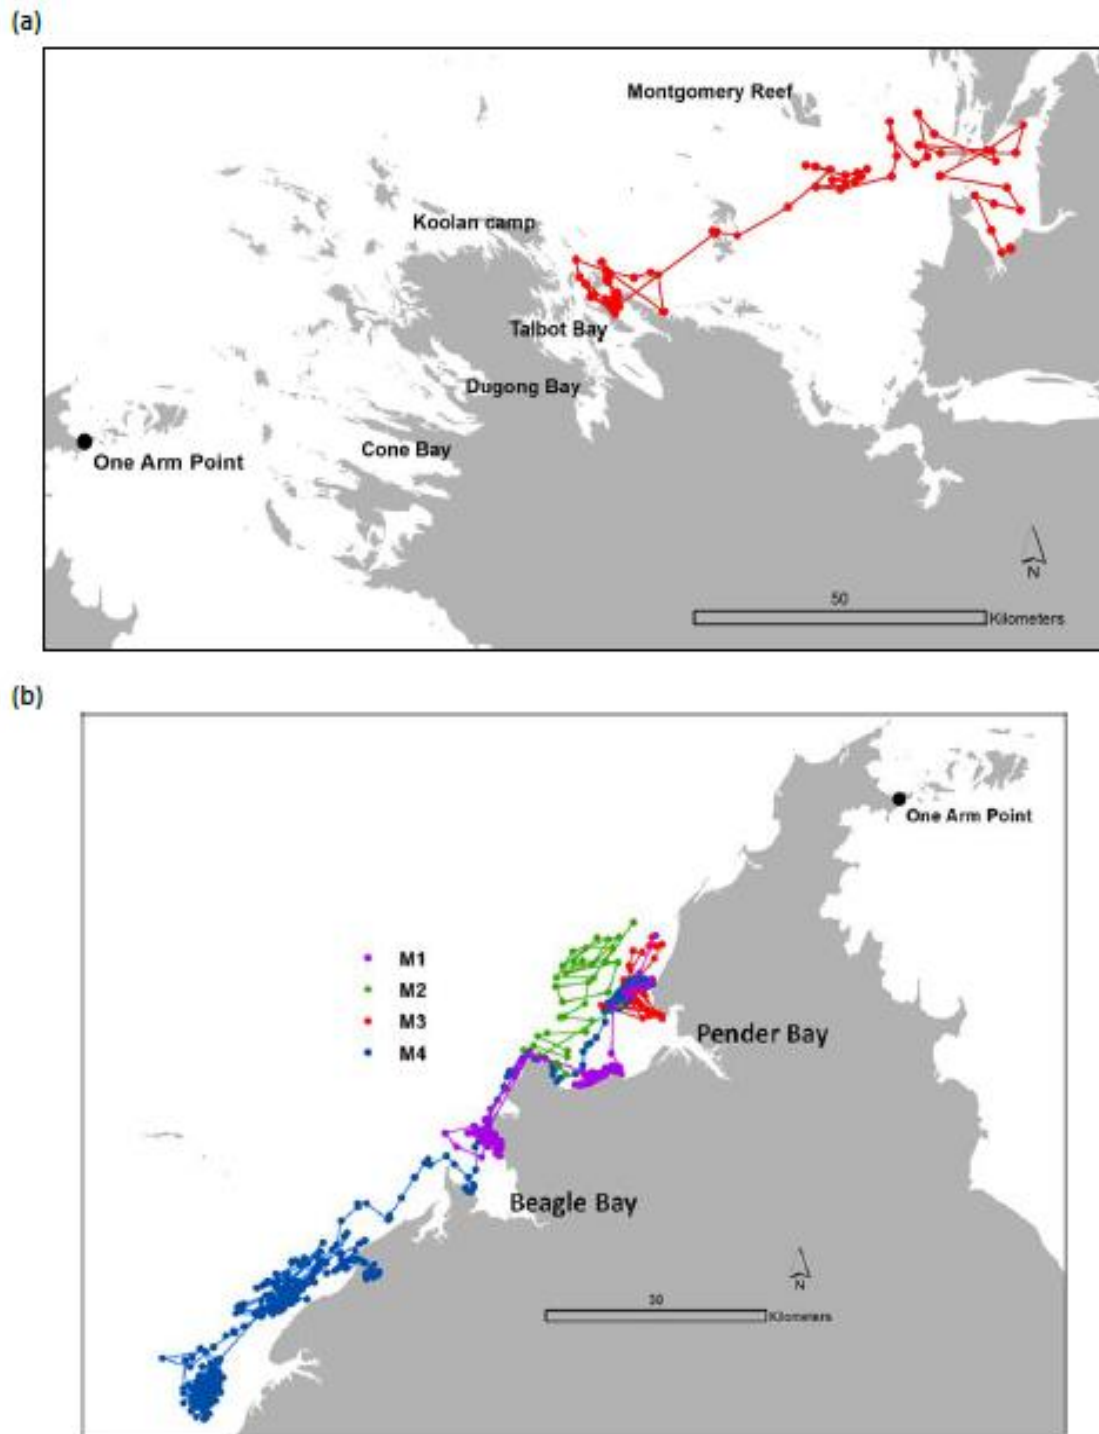 (a)
Montgomery Reef
Koolan camp
Talbot Bay
Dugong Bay
Cone Bay
One Arm Point
N
50
Kilometers
(b)
One Arm Point
M1
M2
M3
M4
Pender Bay
Beagle Bay
N
30
Kilometers